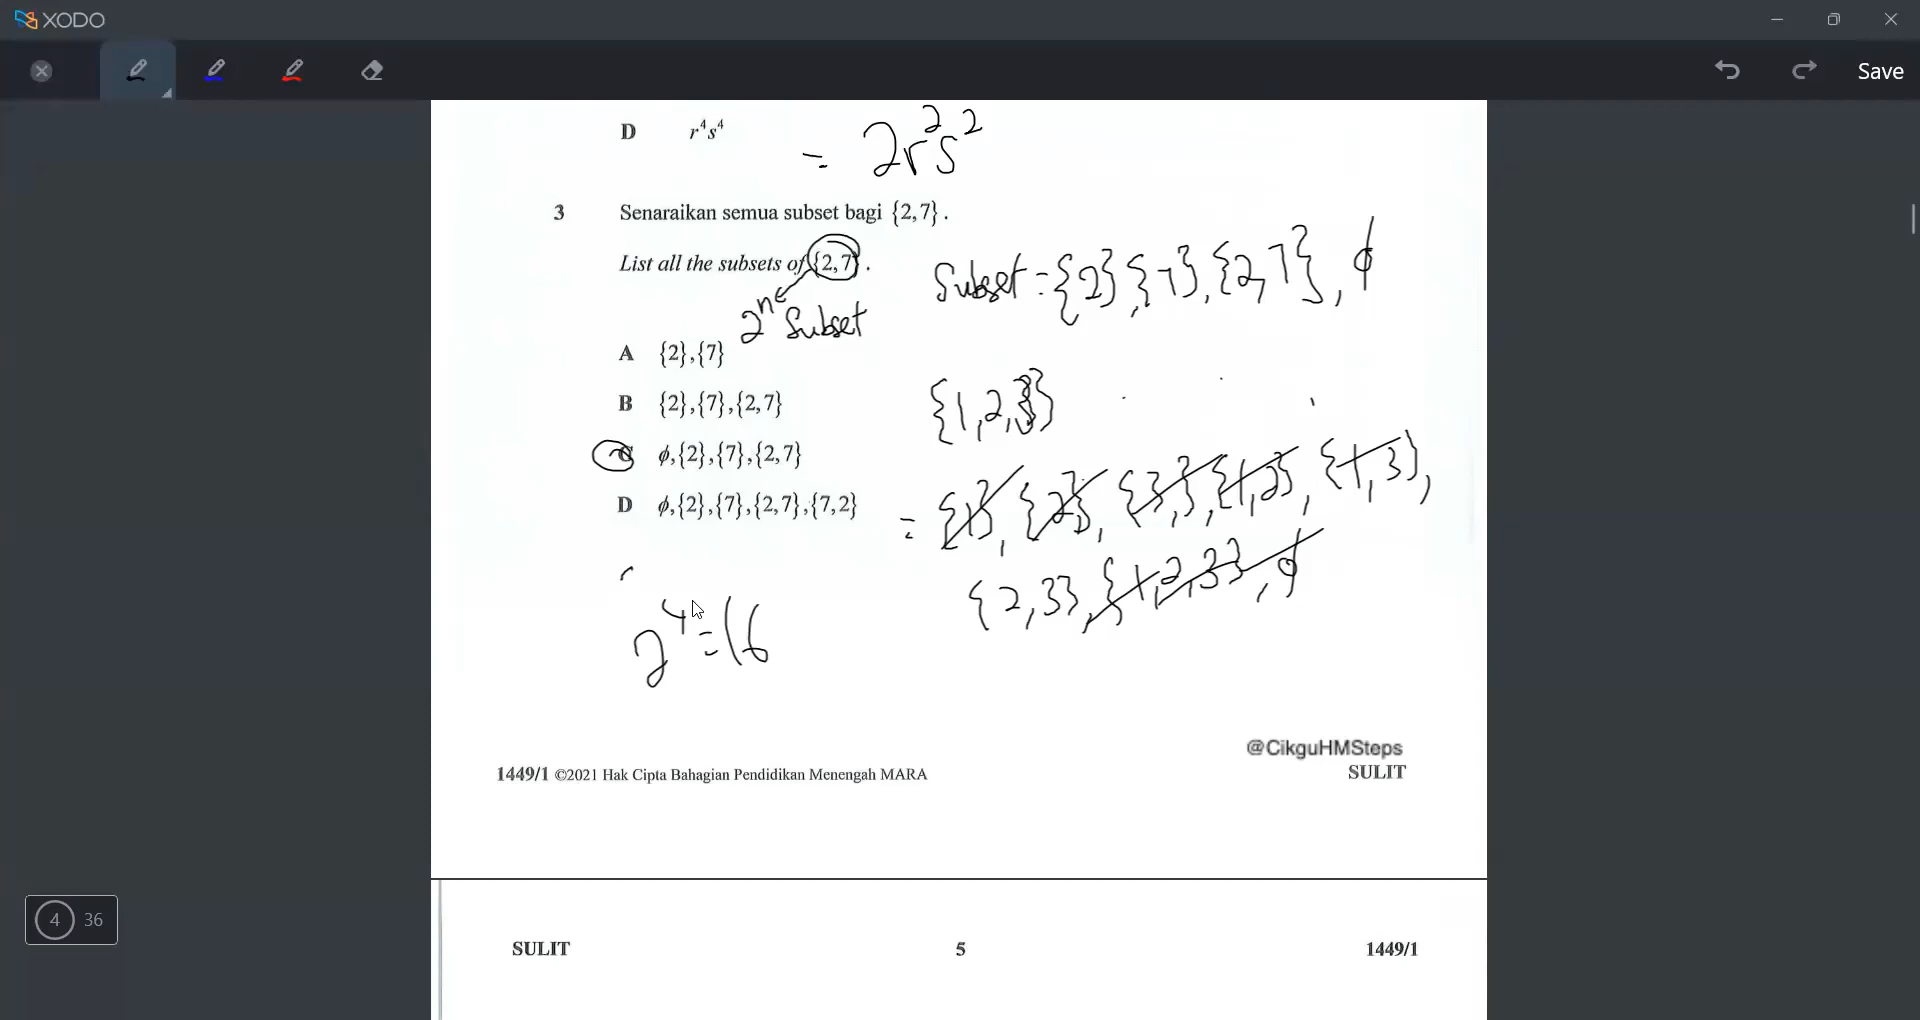 XODO
Save
D r⁴s⁴
= 2r²s²
3 Senaraikan semua subset bagi {2,7}.
List all the subsets of {2,7}.
2ⁿ Subset
Subset = {2},{7},{2,7}, ϕ
A {2},{7}
B {2},{7},{2,7}
C ϕ,{2},{7},{2,7}
D ϕ,{2},{7},{2,7},{7,2}
{1,2,3}
= {1}, {2}, {3}, {1,2}, {1,3},
{2,3}, {1,2,3}, ϕ
2⁴=16
@CikguHMSteps
1449/1 ©2021 Hak Cipta Bahagian Pendidikan Menengah MARA SULIT
4 36
SULIT 5 1449/1